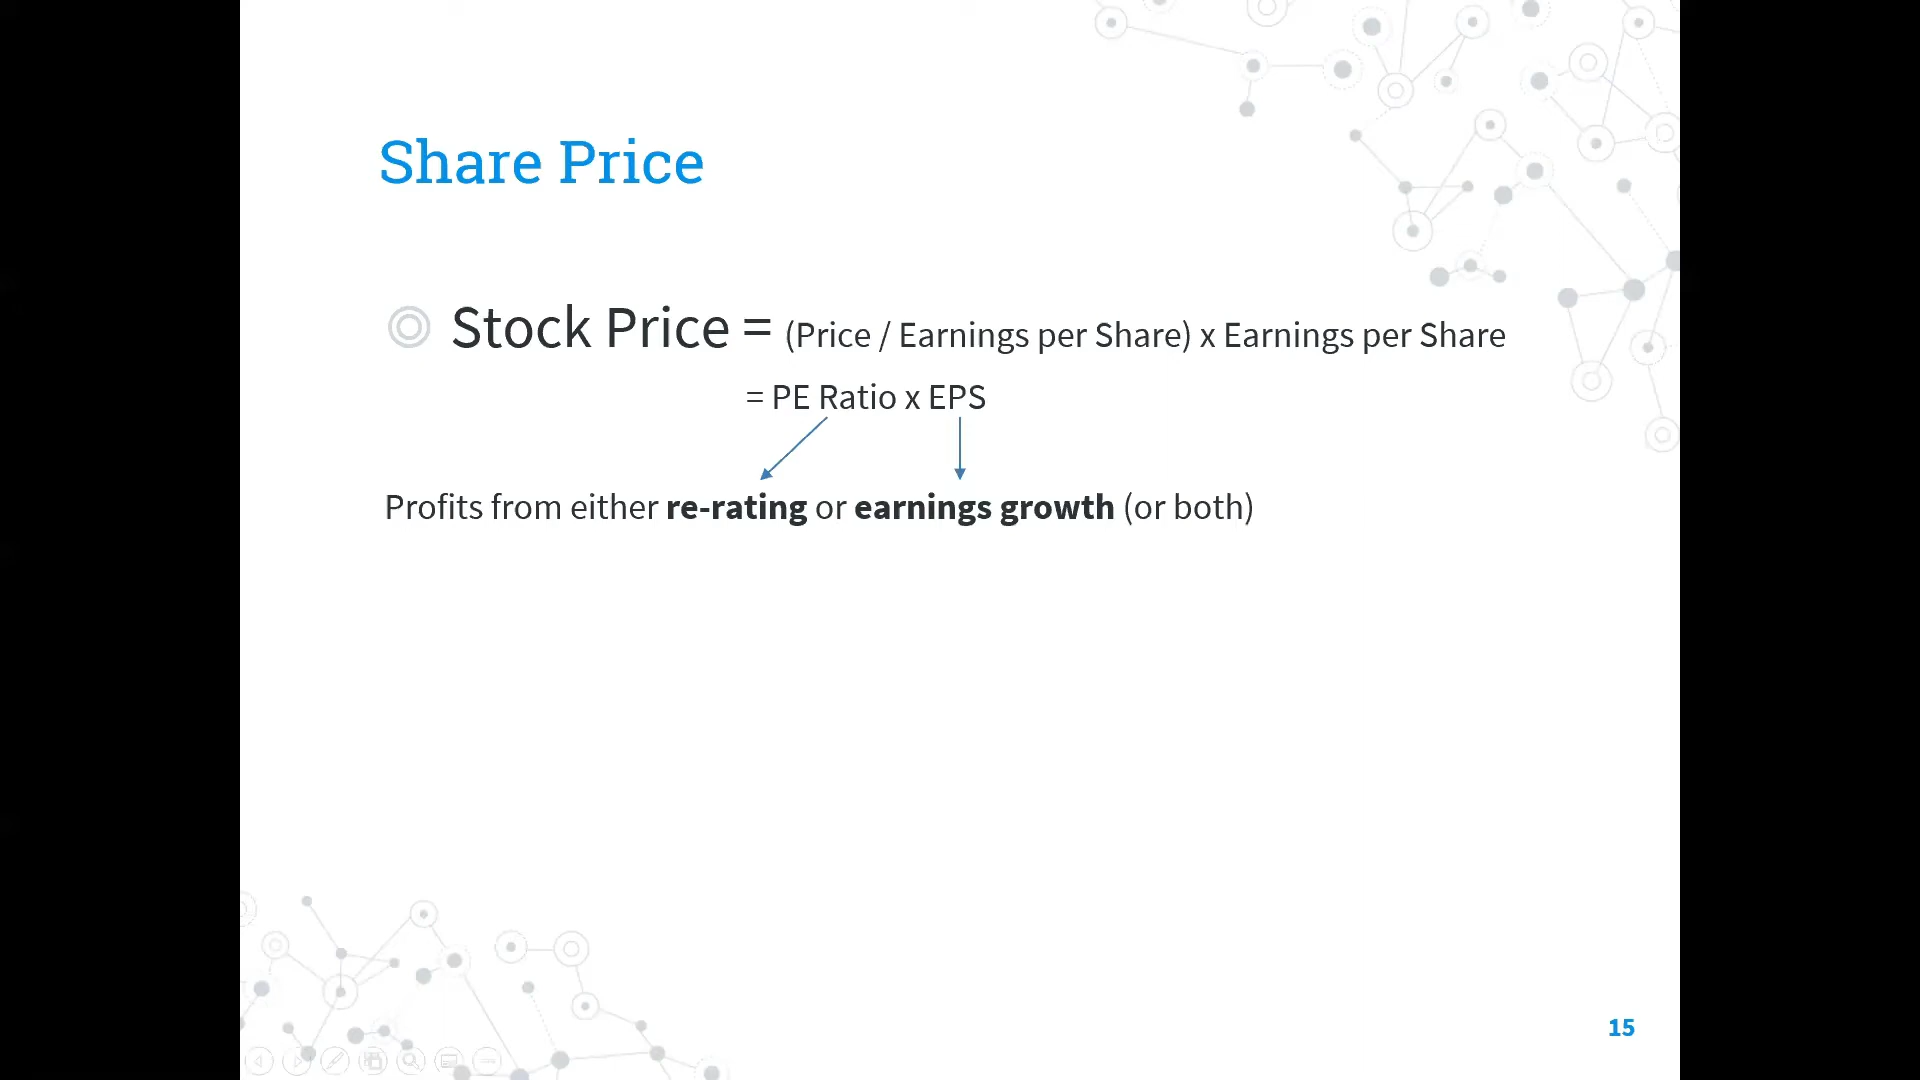 Share Price
Stock Price = (Price / Earnings per Share) x Earnings per Share
= PE Ratio x EPS
Profits from either re-rating or earnings growth (or both)
15